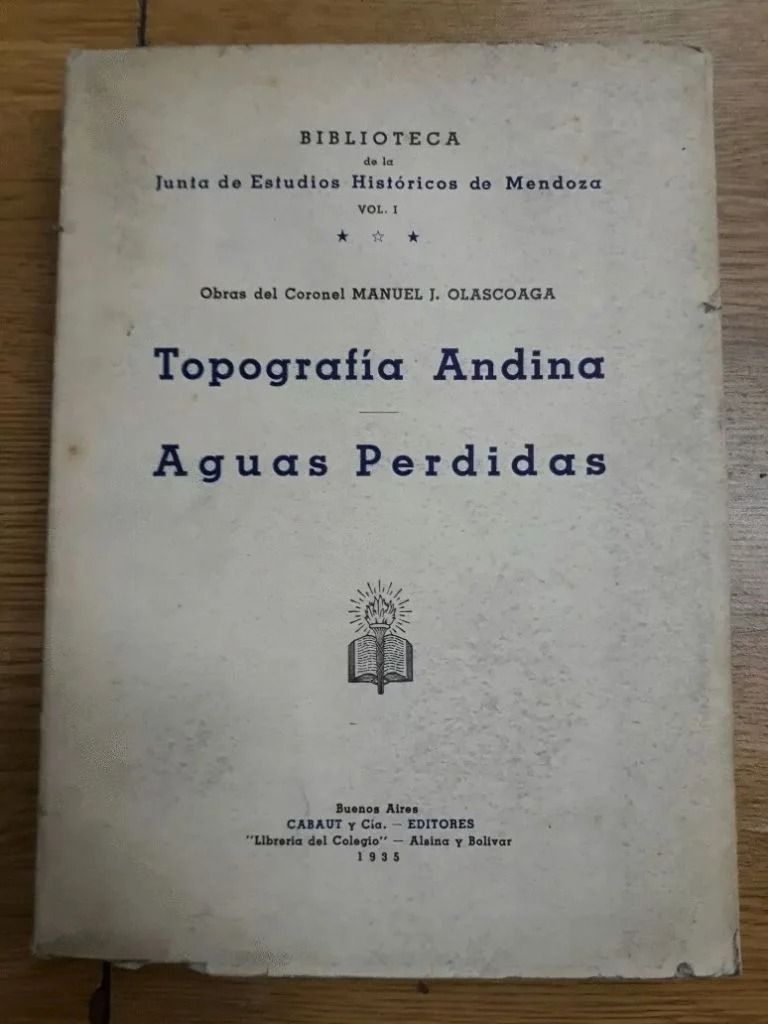 BIBLIOTECA
de la
Junta de Estudios Históricos de Mendoza
VOL. I
Obras del Coronel MANUEL J. OLASCOAGA
Topografía Andina
Aguas Perdidas
Buenos Aires
CABAUT y Cía. — EDITORES
"Librería del Colegio" — Alsina y Bolívar
1935